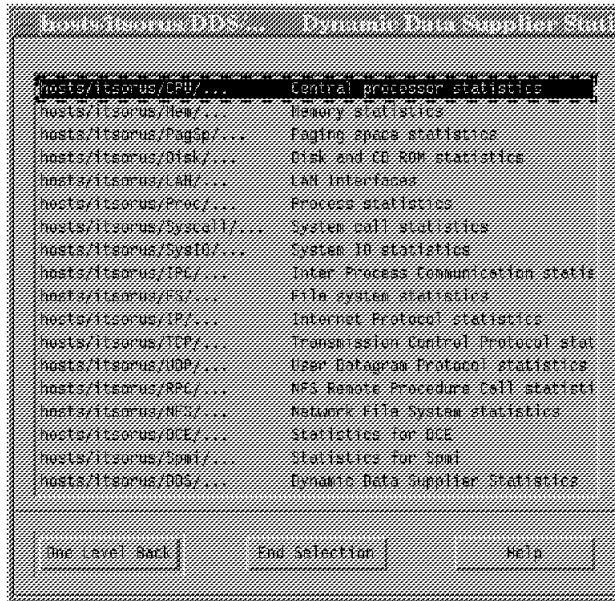 hosts/itsorus/DDS/... Dynamic Data Supplier Stati
hosts/itsorus/CPU/... Central processor statistics
hosts/itsorus/Mem/... Memory statistics
hosts/itsorus/PagSp/... Paging space statistics
hosts/itsorus/Disk/... Disk and CD ROM statistics
hosts/itsorus/LAN/... LAN interfaces
hosts/itsorus/Proc/... Process statistics
hosts/itsorus/Syscall/... System call statistics
hosts/itsorus/SysIO/... System IO statistics
hosts/itsorus/IPC/... Inter Process Communication statis
hosts/itsorus/FS/... File system statistics
hosts/itsorus/IP/... Internet Protocol statistics
hosts/itsorus/TCP/... Transmission Control Protocol stat
hosts/itsorus/UDP/... User Datagram Protocol statistics
hosts/itsorus/RPC/... NFS Remote Procedure Call statisti
hosts/itsorus/NFS/... Network File System statistics
hosts/itsorus/DCE/... Statistics for DCE
hosts/itsorus/Spmi/... Statistics for Spmi
hosts/itsorus/DDS/... Dynamic Data Supplier Statistics
One Level Back End Selection Help